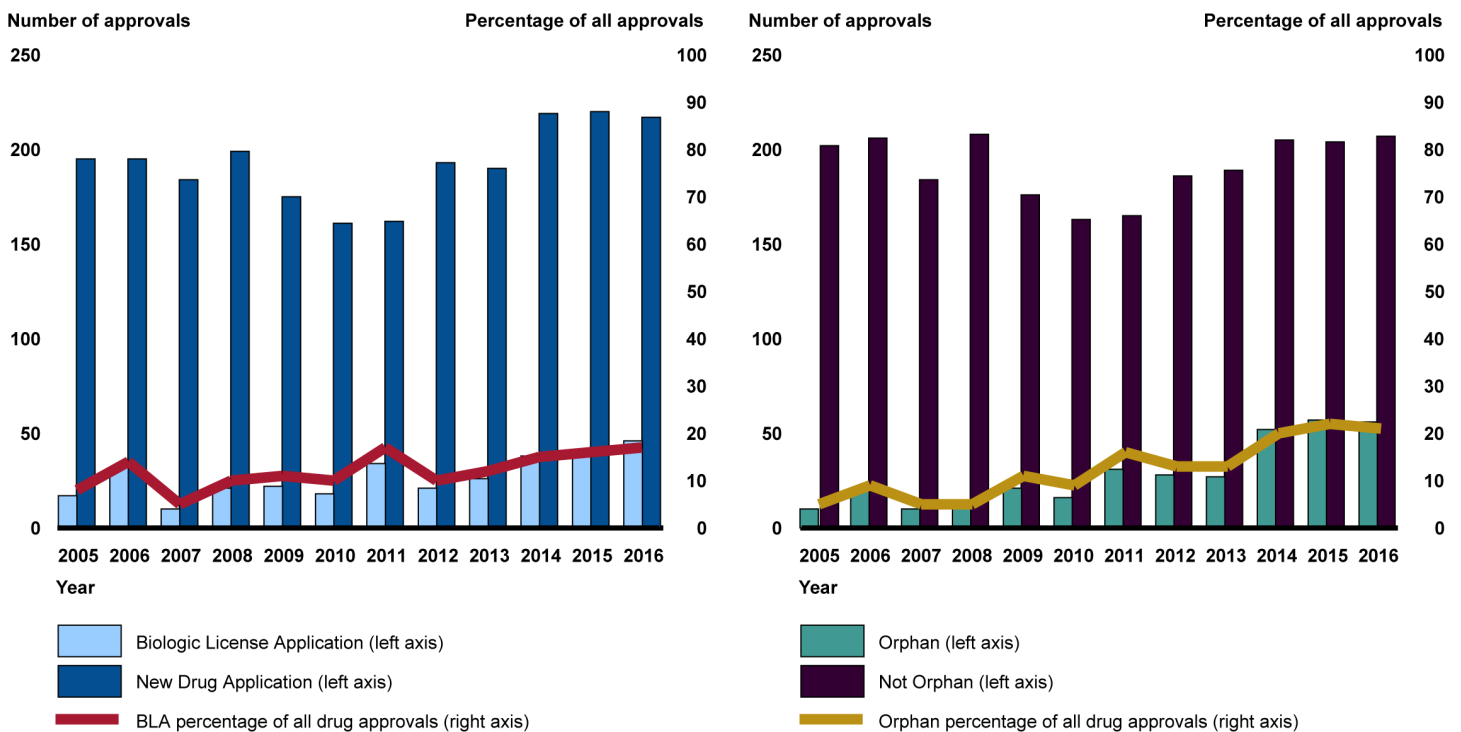 Number of approvals
Percentage of all approvals
250
200
150
100
50
0
100
90
80
70
60
50
40
30
20
10
0
2005 2006 2007 2008 2009 2010 2011 2012 2013 2014 2015 2016
Year
Biologic License Application (left axis)
New Drug Application (left axis)
BLA percentage of all drug approvals (right axis)
Number of approvals
Percentage of all approvals
250
200
150
100
50
0
100
90
80
70
60
50
40
30
20
10
0
2005 2006 2007 2008 2009 2010 2011 2012 2013 2014 2015 2016
Year
Orphan (left axis)
Not Orphan (left axis)
Orphan percentage of all drug approvals (right axis)